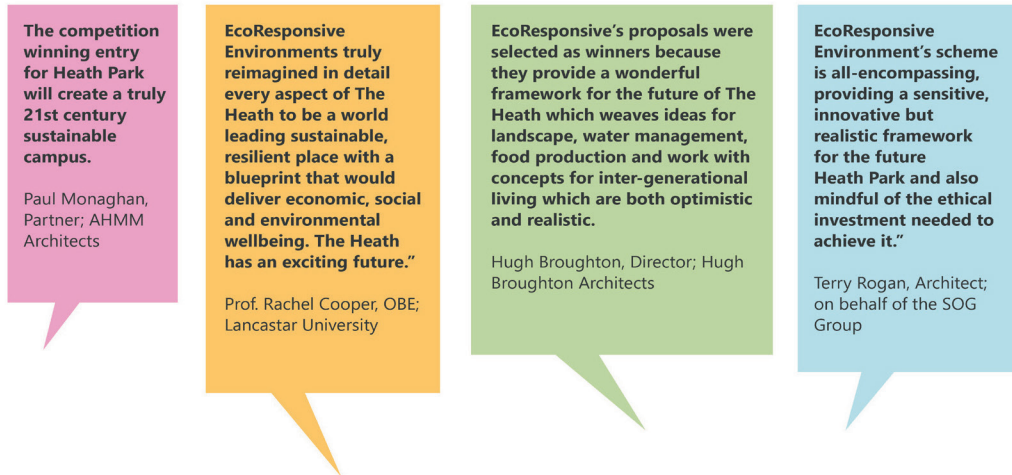 The competition
winning entry
for Heath Park
will create a truly
21st century
sustainable
campus.
Paul Monaghan,
Partner; AHMM
Architects
EcoResponsive
Environments truly
reimagined in detail
every aspect of The
Heath to be a world
leading sustainable,
resilient place with a
blueprint that would
deliver economic, social
and environmental
wellbeing. The Heath
has an exciting future.”
Prof. Rachel Cooper, OBE;
Lancastar University
EcoResponsive’s proposals were
selected as winners because
they provide a wonderful
framework for the future of The
Heath which weaves ideas for
landscape, water management,
food production and work with
concepts for inter-generational
living which are both optimistic
and realistic.
Hugh Broughton, Director; Hugh
Broughton Architects
EcoResponsive
Environment’s scheme
is all-encompassing,
providing a sensitive,
innovative but
realistic framework
for the future
Heath Park and also
mindful of the ethical
investment needed to
achieve it.”
Terry Rogan, Architect;
on behalf of the SOG
Group